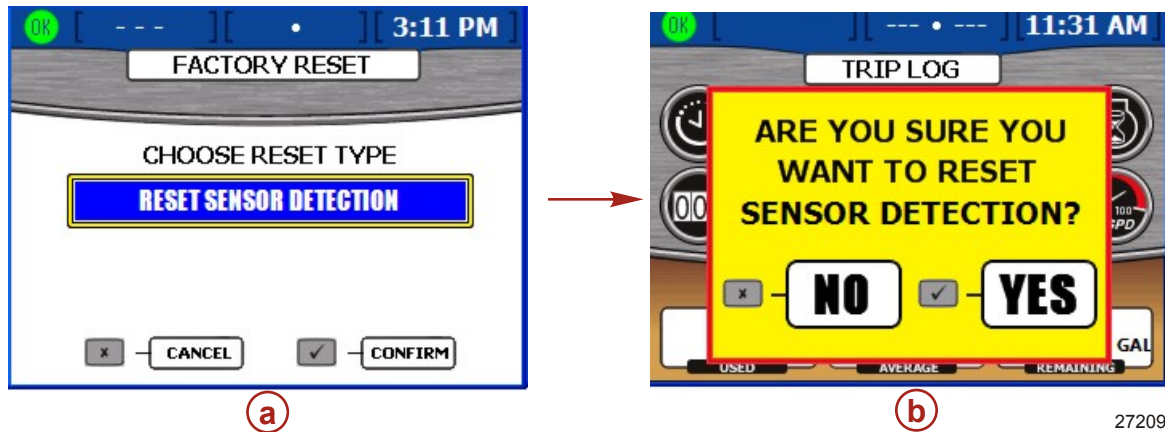 OK [ - - - ][ • ][ 3:11 PM ]
FACTORY RESET
CHOOSE RESET TYPE
RESET SENSOR DETECTION
x CANCEL ✓ CONFIRM
a
OK [ ][ --- • --- ][ 11:31 AM ]
TRIP LOG
ARE YOU SURE YOU
WANT TO RESET
SENSOR DETECTION?
00
100
x NO ✓ YES
GAL
USED AVERAGE REMAINING
b
27209